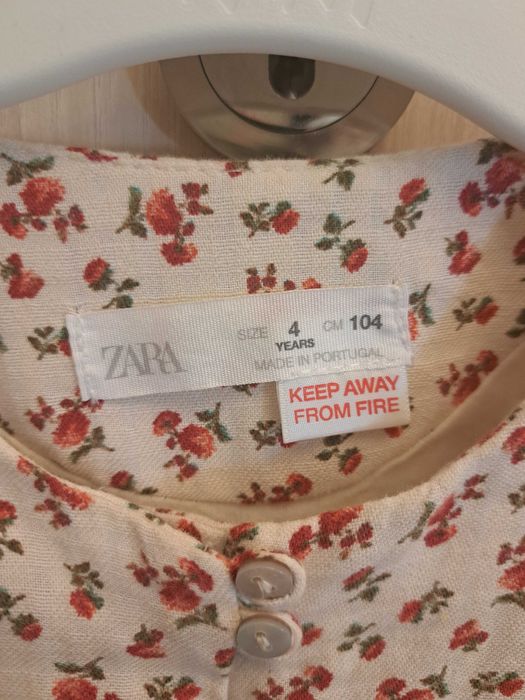 ZARA
SIZE 4 CM 104
YEARS
MADE IN PORTUGAL
KEEP AWAY
FROM FIRE